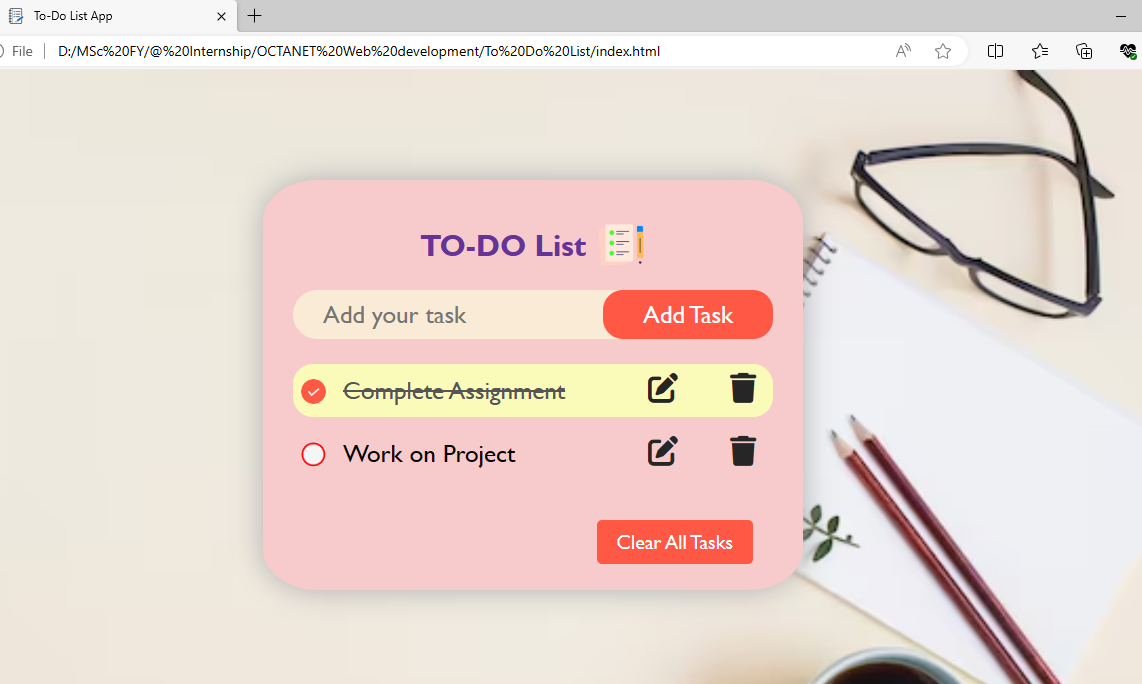 To-Do List App
File D:/MSc%20FY/@%20Internship/OCTANET%20Web%20development/To%20Do%20List/index.html
TO-DO List
Add your task Add Task
Complete Assignment
Work on Project
Clear All Tasks